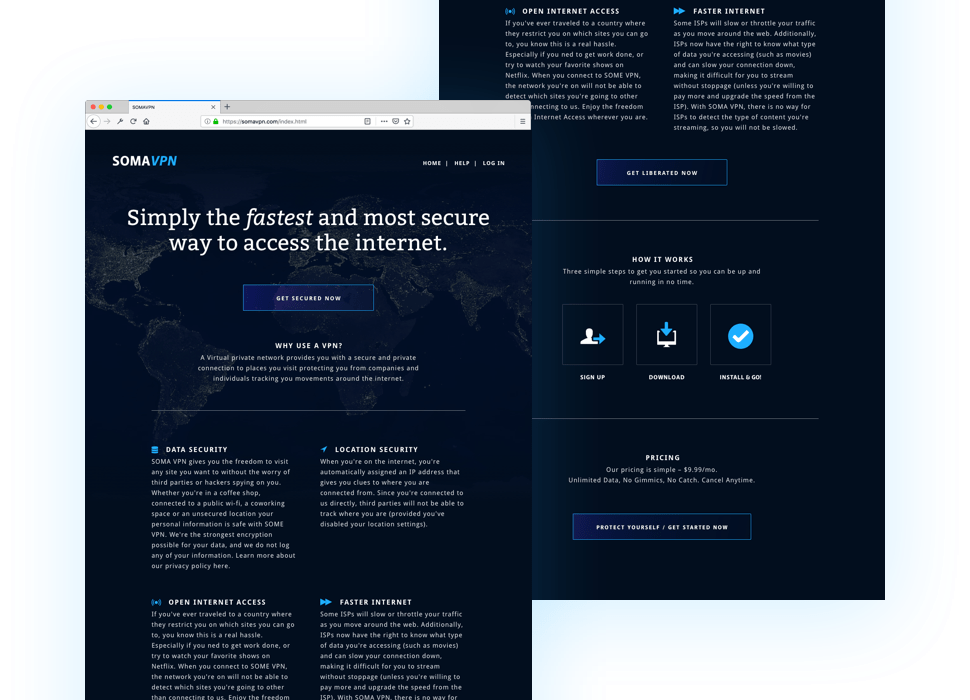 SOMAVPN
https://somavpn.com/index.html
SOMAVPN
HOME | HELP | LOG IN
Simply the fastest and most secure
way to access the internet.
GET SECURED NOW
WHY USE A VPN?
A Virtual private network provides you with a secure and private
connection to places you visit protecting you from companies and
individuals tracking you movements around the internet.
DATA SECURITY
SOMA VPN gives you the freedom to visit
any site you want to without the worry of
third parties or hackers spying on you.
Whether you're in a coffee shop,
connected to a public wi-fi, a coworking
space or an unsecured location your
personal information is safe with SOME
VPN. We're the strongest encryption
possible for your data, and we do not log
any of your information. Learn more about
our privacy policy here.
LOCATION SECURITY
When you're on the internet, you're
automatically assigned an IP address that
gives you clues to where you are
connected from. Since you're connected to
us directly, third parties will not be able to
track where you are (provided you've
disabled your location settings).
OPEN INTERNET ACCESS
If you've ever traveled to a country where
they restrict you on which sites you can go
to, you know this is a real hassle.
Especially if you ned to get work done, or
try to watch your favorite shows on
Netflix. When you connect to SOME VPN,
the network you're on will not be able to
detect which sites you're going to other
than connecting to us. Enjoy the freedom
FASTER INTERNET
Some ISPs will slow or throttle your traffic
as you move around the web. Additionally,
ISPs now have the right to know what type
of data you're accessing (such as movies)
and can slow your connection down,
making it difficult for you to stream
without stoppage (unless you're willing to
pay more and upgrade the speed from the
ISP). With SOMA VPN, there is no way for
OPEN INTERNET ACCESS
If you've ever traveled to a country where
they restrict you on which sites you can go
to, you know this is a real hassle.
Especially if you ned to get work done, or
try to watch your favorite shows on
Netflix. When you connect to SOME VPN,
the network you're on will not be able to
detect which sites you're going to other
connecting to us. Enjoy the freedom
Internet Access wherever you are.
FASTER INTERNET
Some ISPs will slow or throttle your traffic
as you move around the web. Additionally,
ISPs now have the right to know what type
of data you're accessing (such as movies)
and can slow your connection down,
making it difficult for you to stream
without stoppage (unless you're willing to
pay more and upgrade the speed from the
ISP). With SOMA VPN, there is no way for
ISPs to detect the type of content you're
streaming, so you will not be slowed.
GET LIBERATED NOW
HOW IT WORKS
Three simple steps to get you started so you can be up and
running in no time.
SIGN UP
DOWNLOAD
INSTALL & GO!
PRICING
Our pricing is simple – $9.99/mo.
Unlimited Data, No Gimmics, No Catch. Cancel Anytime.
PROTECT YOURSELF / GET STARTED NOW